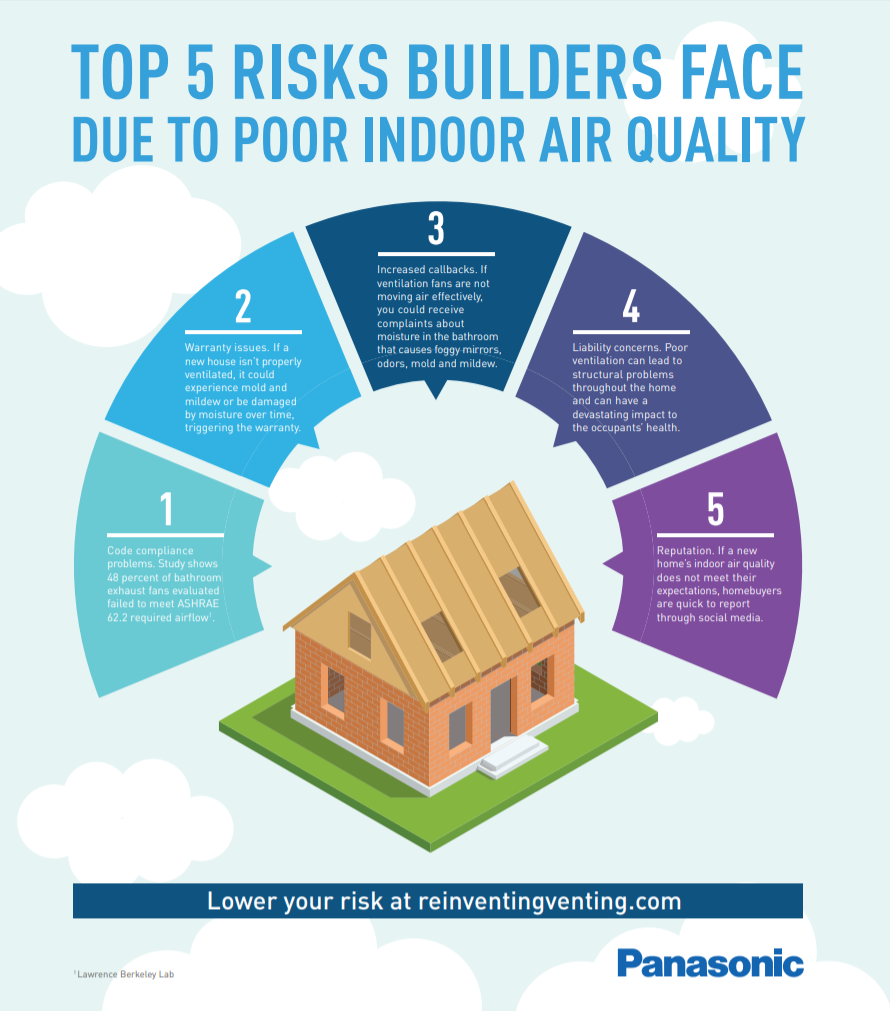 TOP 5 RISKS BUILDERS FACE
DUE TO POOR INDOOR AIR QUALITY
1
Code compliance
problems. Study shows
48 percent of bathroom
exhaust fans evaluated
failed to meet ASHRAE
62.2 required airflow¹.
2
Warranty issues. If a
new house isn't properly
ventilated, it could
experience mold and
mildew or be damaged
by moisture over time,
triggering the warranty.
3
Increased callbacks. If
ventilation fans are not
moving air effectively,
you could receive
complaints about
moisture in the bathroom
that causes foggy mirrors,
odors, mold and mildew.
4
Liability concerns. Poor
ventilation can lead to
structural problems
throughout the home
and can have a
devastating impact to
the occupants' health.
5
Reputation. If a new
home's indoor air quality
does not meet their
expectations, homebuyers
are quick to report
through social media.
Lower your risk at reinventingventing.com
¹Lawrence Berkeley Lab
Panasonic